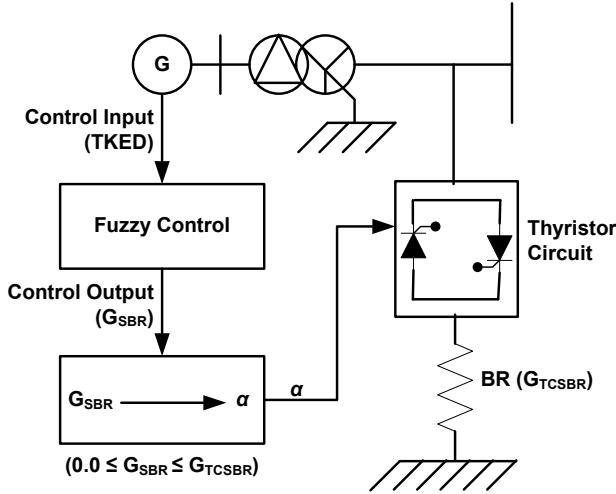 G
Control Input
(TKED)
Fuzzy Control
Thyristor
Circuit
Control Output
(GSBR)
GSBR α
α
BR (GTCSBR)
(0.0 ≤ GSBR ≤ GTCSBR)